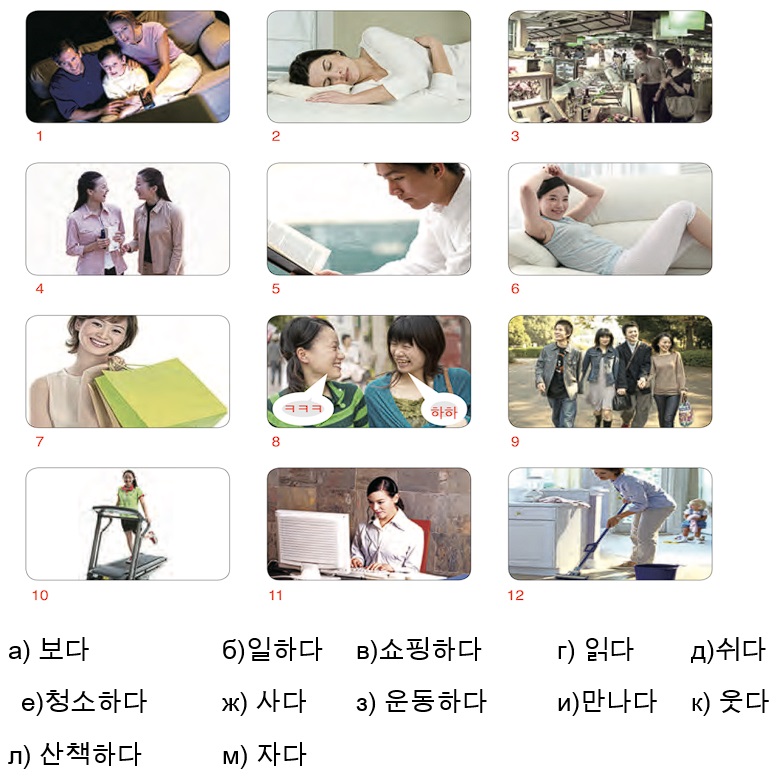 1 2 3
4 5 6
7 ㅋㅋㅋ 8 하하 9
10 11 12
а) 보다 б)일하다 в)쇼핑하다 г) 읽다 д)쉬다
е)청소하다 ж) 사다 з) 운동하다 и)만나다 к) 웃다
л) 산책하다 м) 자다